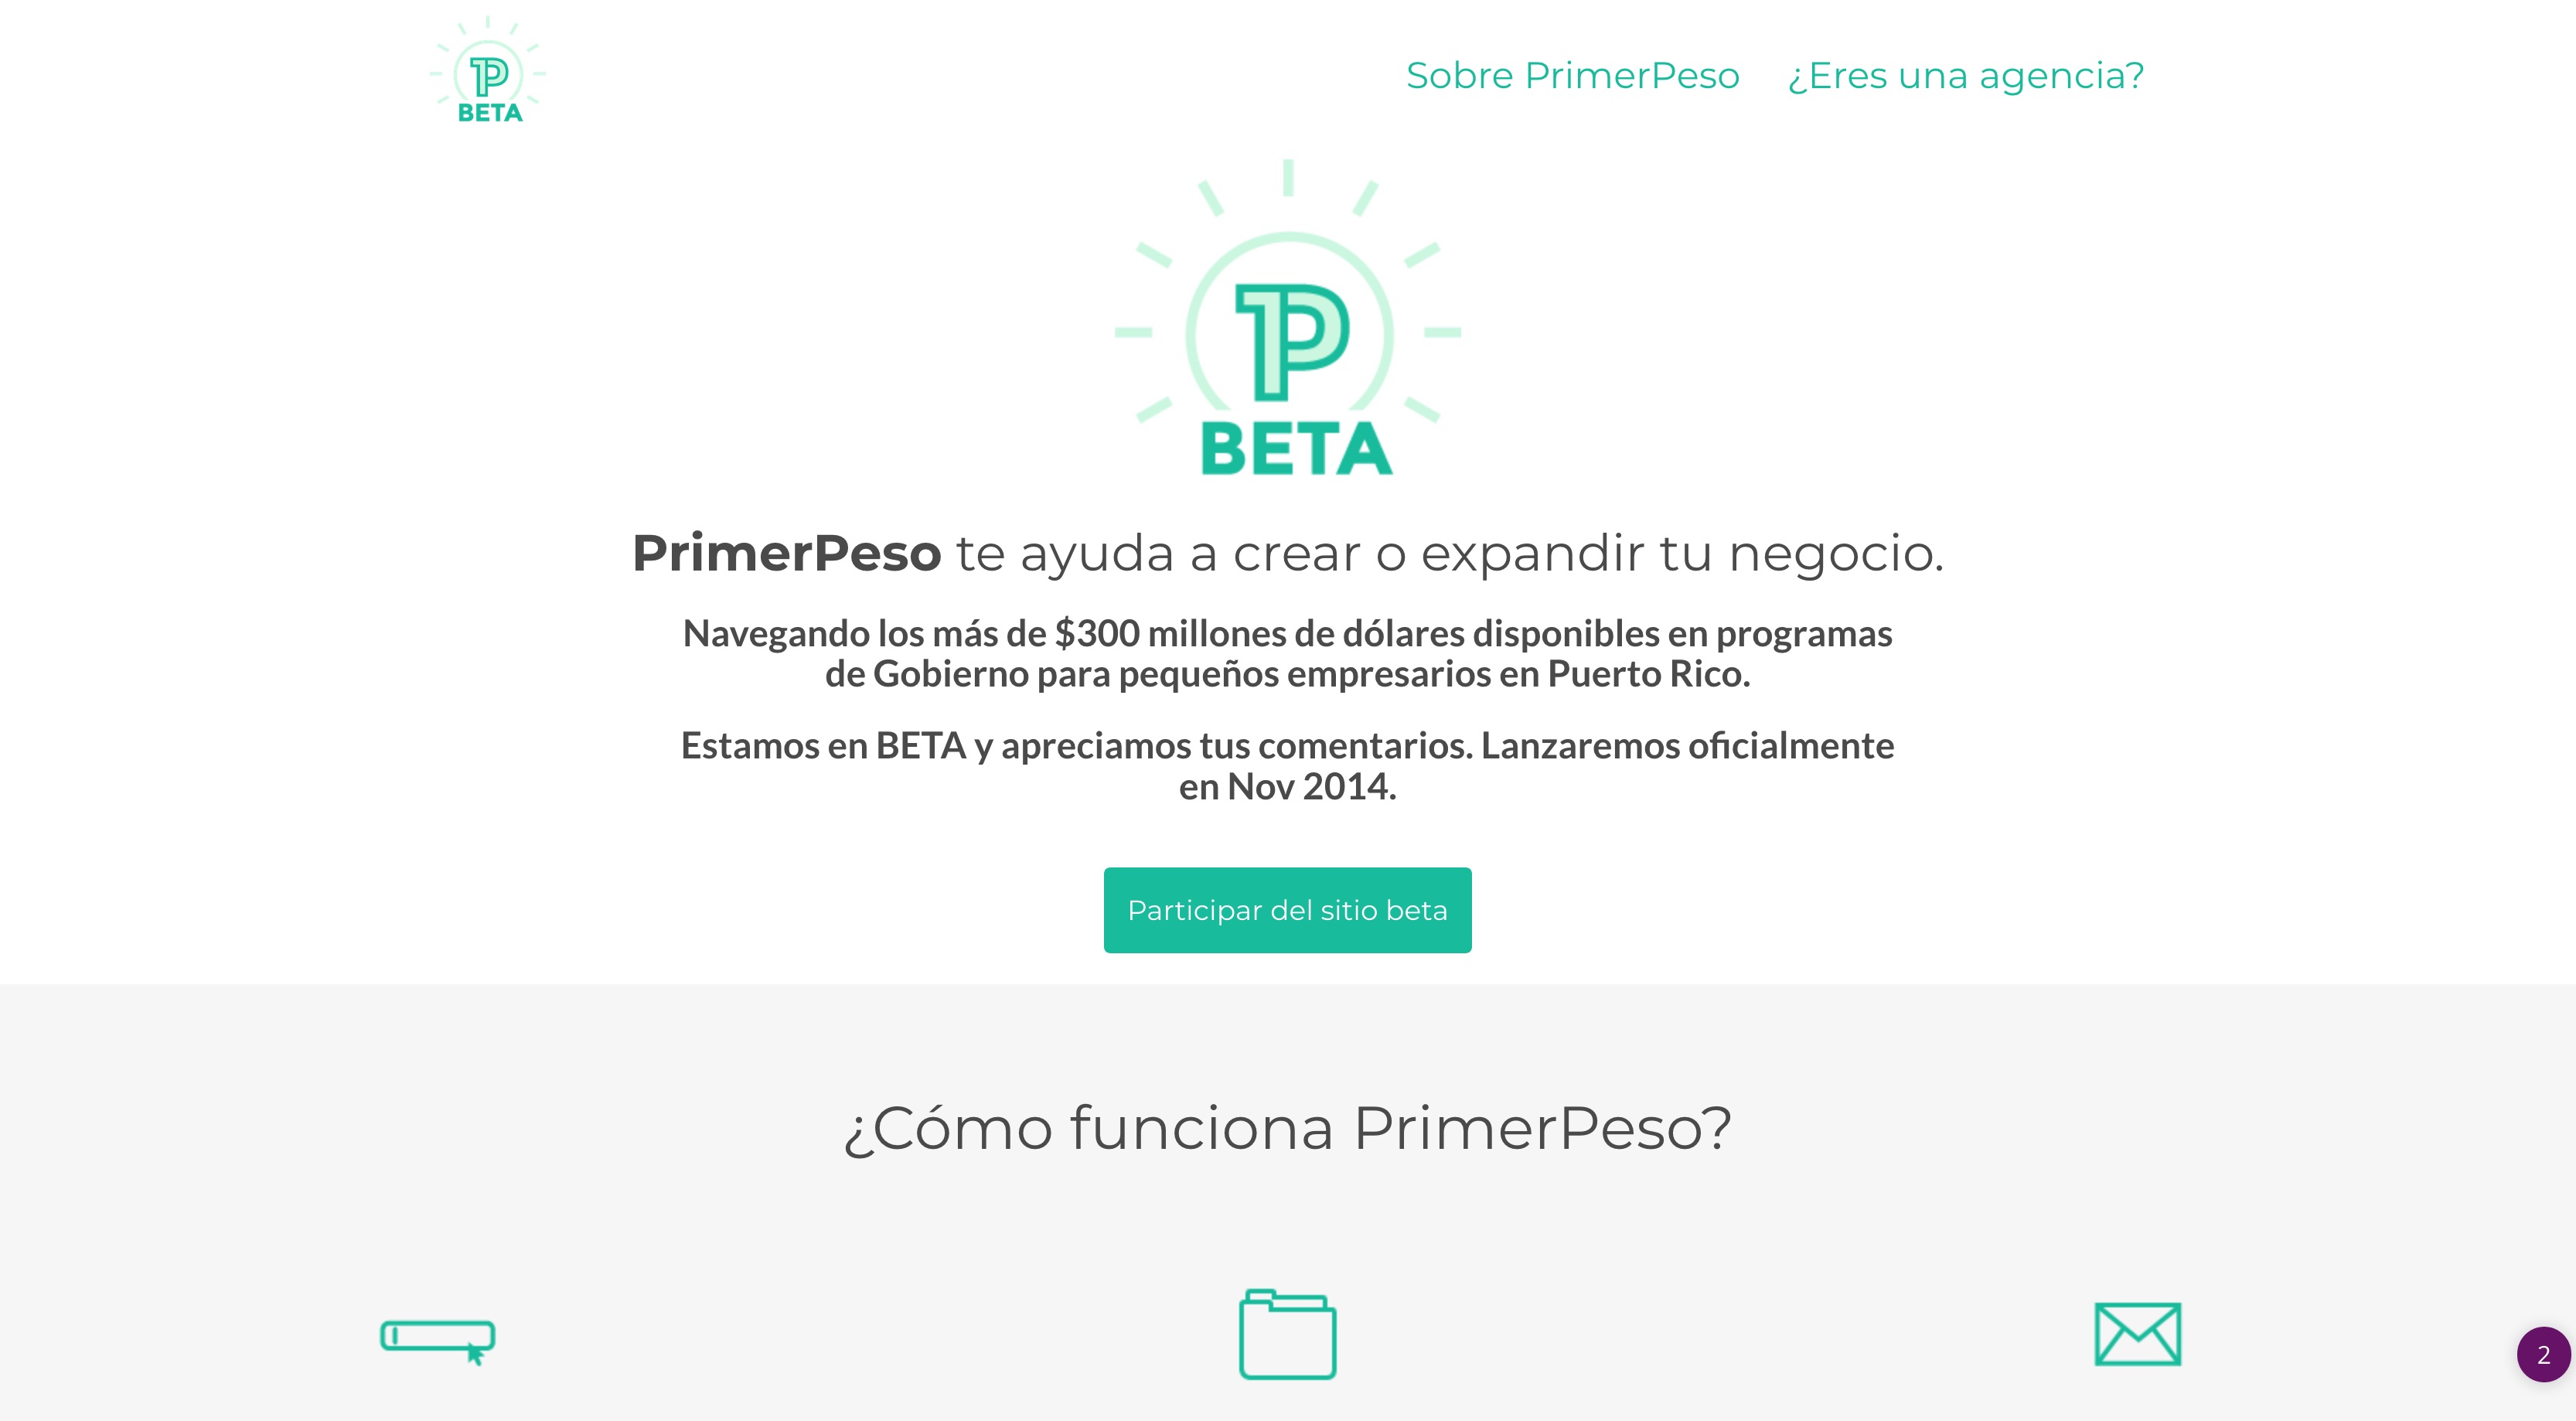 P
BETA
Sobre PrimerPeso
¿Eres una agencia?
P
BETA
PrimerPeso te ayuda a crear o expandir tu negocio.
Navegando los más de $300 millones de dólares disponibles en programas
de Gobierno para pequeños empresarios en Puerto Rico.
Estamos en BETA y apreciamos tus comentarios. Lanzaremos oficialmente
en Nov 2014.
Participar del sitio beta
¿Cómo funciona PrimerPeso?
2